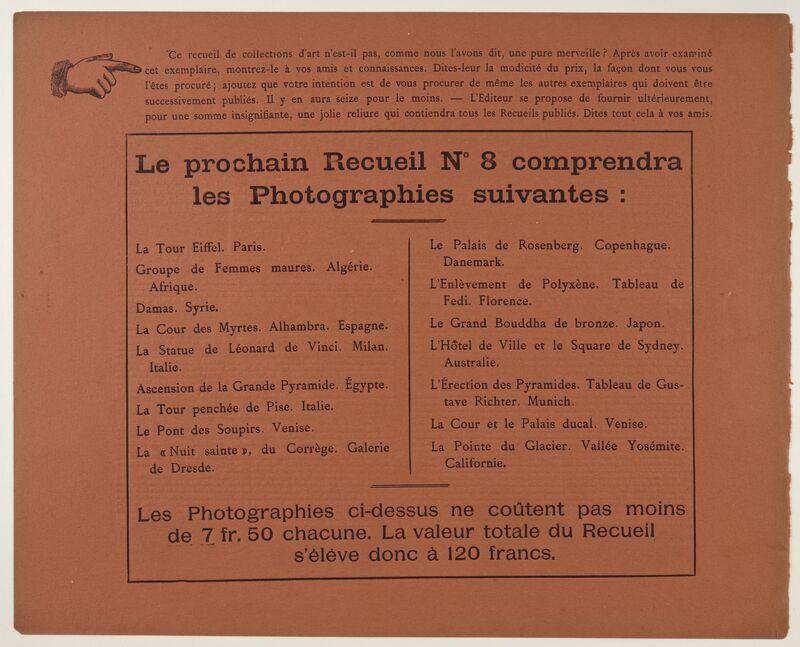 "Ce recueil de collections d'art n'est-il pas, comme nous l'avons dit, une pure merveille? Après avoir examiné
cet exemplaire, montrez-le à vos amis et connaissances. Dites-leur la modicité du prix, la façon dont vous vous
l'êtes procuré; ajoutez que votre intention est de vous procurer de même les autres exemplaires qui doivent être
successivement publiés. Il y en aura seize pour le moins. — L'Éditeur se propose de fournir ultérieurement,
pour une somme insignifiante, une jolie reliure qui contiendra tous les Recueils publiés. Dites tout cela à vos amis.
Le prochain Recueil N° 8 comprendra
les Photographies suivantes :
La Tour Eiffel. Paris.
Groupe de Femmes maures. Algérie.
Afrique.
Damas. Syrie.
La Cour des Myrtes. Alhambra. Espagne.
La Statue de Léonard de Vinci. Milan.
Italie.
Ascension de la Grande Pyramide. Égypte.
La Tour penchée de Pise. Italie.
Le Pont des Soupirs. Venise.
La « Nuit sainte », du Corrège. Galerie
de Dresde.
Le Palais de Rosenberg. Copenhague.
Danemark.
L'Enlèvement de Polyxène. Tableau de
Fedi. Florence.
Le Grand Bouddha de bronze. Japon.
L'Hôtel de Ville et le Square de Sydney.
Australie.
L'Érection des Pyramides. Tableau de Gus-
tave Richter. Munich.
La Cour et le Palais ducal. Venise.
La Pointe du Glacier. Vallée Yosémite.
Californie.
Les Photographies ci-dessus ne coûtent pas moins
de 7 fr. 50 chacune. La valeur totale du Recueil
s'élève donc à 120 francs.